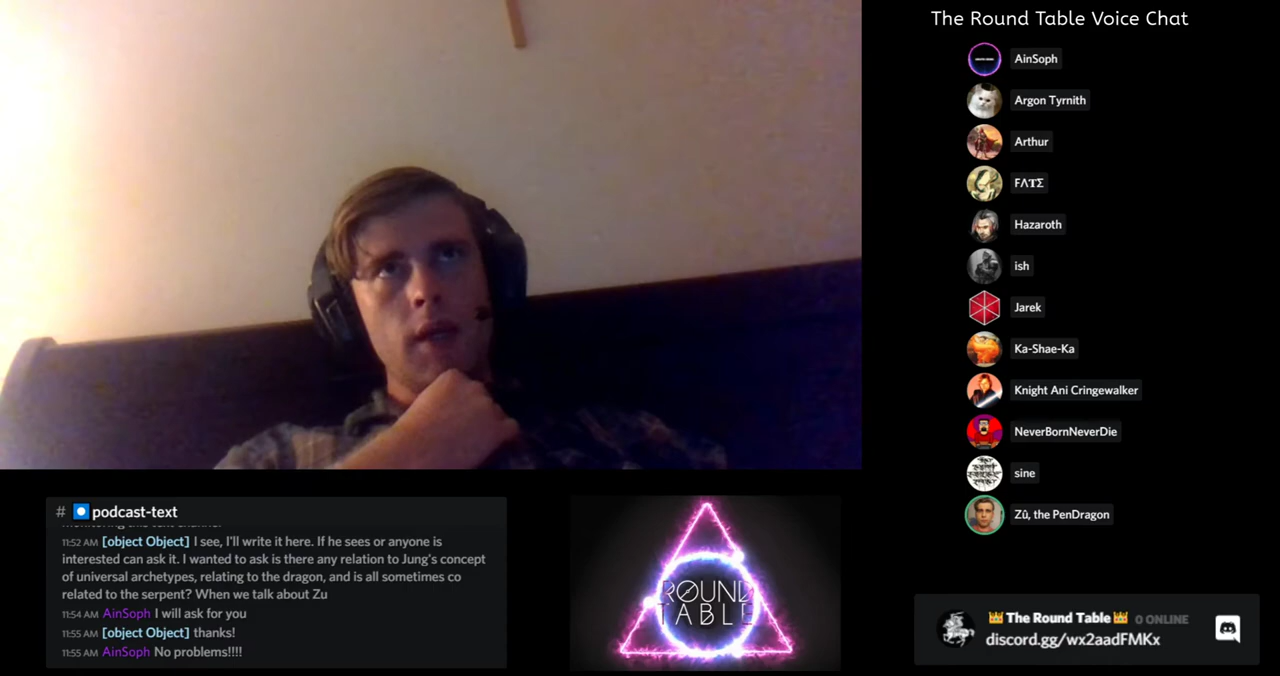 The Round Table Voice Chat
AinSoph
Argon Tyrnith
Arthur
FΛTΣ
Hazaroth
ish
Jarek
Ka-Shae-Ka
Knight Ani Cringewalker
NeverBornNeverDie
sine
Zû, the PenDragon
# podcast-text
11:52 AM [object Object] I see, I'll write it here. If he sees or anyone is
interested can ask it. I wanted to ask is there any relation to Jung's concept
of universal archetypes, relating to the dragon, and is all sometimes co
related to the serpent? When we talk about Zu
11:54 AM AinSoph I will ask for you
11:55 AM [object Object] thanks!
11:55 AM AinSoph No problems!!!!
ROUND
TABLE
The Round Table 0 ONLINE
discord.gg/wx2aadFMKx